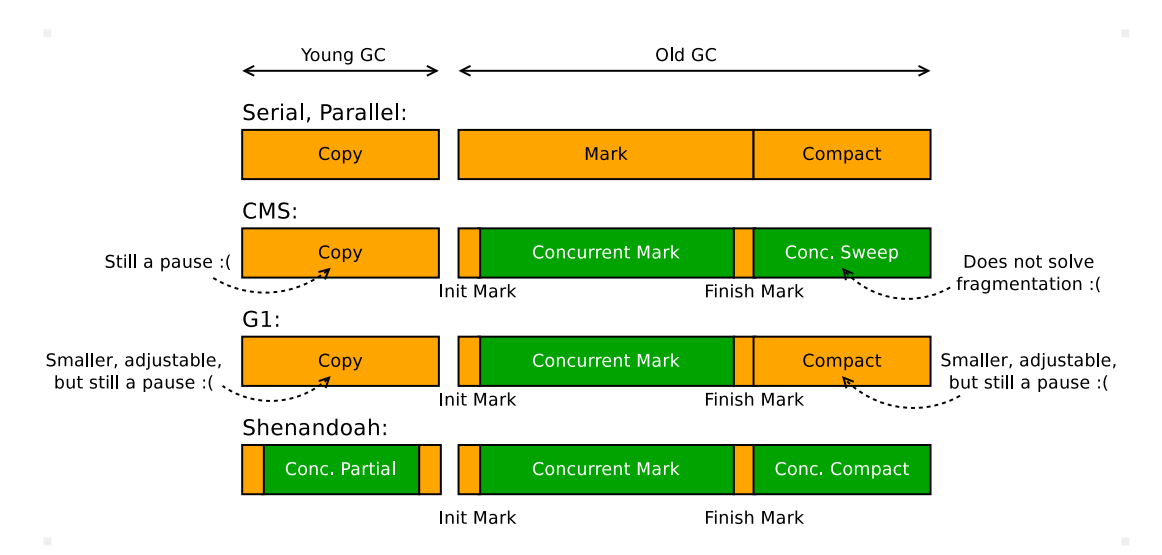 Young GC
Old GC
Serial, Parallel:
Copy
Mark
Compact
CMS:
Still a pause :(
Copy
Concurrent Mark
Conc. Sweep
Does not solve
fragmentation :(
Init Mark
Finish Mark
G1:
Smaller, adjustable,
but still a pause :(
Copy
Concurrent Mark
Compact
Smaller, adjustable,
but still a pause :(
Init Mark
Finish Mark
Shenandoah:
Conc. Partial
Concurrent Mark
Conc. Compact
Init Mark
Finish Mark